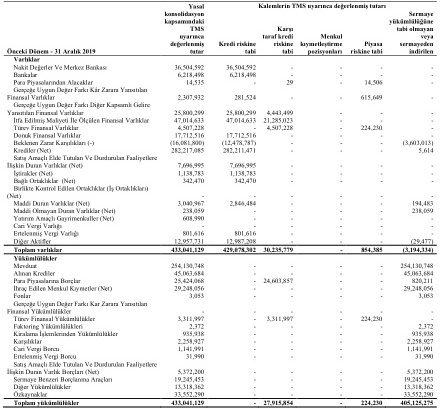 Yasal konsolidasyon kapsamındaki TMS uyarınca değerlenmiş tutar
Kalemlerin TMS uyarınca değerlenmiş tutarı
Önceki Dönem - 31 Aralık 2019 Kredi riskine tabi Karşı taraf kredi riskine tabi Menkul kıymetleştirme pozisyonları Piyasa riskine tabi Sermaye yükümlülüğüne tabi olmayan veya sermayeden indirilen
Varlıklar
Nakit Değerler Ve Merkez Bankası 36,504,592 36,504,592 - - - -
Bankalar 6,218,498 6,218,498 - - - -
Para Piyasalarından Alacaklar 14,535 - 29 - 14,506 -
Gerçeğe Uygun Değer Farkı Kâr Zarara Yansıtılan
Finansal Varlıklar 2,307,932 281,524 - - 615,649 -
Gerçeğe Uygun Değer Farkı Diğer Kapsamlı Gelire
Yansıtılan Finansal Varlıklar 25,800,299 25,800,299 4,443,499 - - -
İtfa Edilmiş Maliyeti İle Ölçülen Finansal Varlıklar 47,014,633 47,014,633 21,285,023 - - -
Türev Finansal Varlıklar 4,507,228 - 4,507,228 - 224,230 -
Donuk Finansal Varlıklar 17,712,516 17,712,516 - - - -
Beklenen Zarar Karşılıkları (-) (16,081,800) (12,478,787) - - - (3,603,013)
Krediler (Net) 282,217,085 282,211,471 - - - 5,614
Satış Amaçlı Elde Tutulan Ve Durdurulan Faaliyetlere
İlişkin Duran Varlıklar (Net) 7,696,995 7,696,995 - - - -
İştirakler (Net) 1,138,783 1,138,783 - - - -
Bağlı Ortaklıklar (Net) 342,470 342,470 - - - -
Birlikte Kontrol Edilen Ortaklıklar (İş Ortaklıkları)
(Net) - - - - - -
Maddi Duran Varlıklar (Net) 3,040,967 2,846,484 - - - 194,483
Maddi Olmayan Duran Varlıklar (Net) 238,059 - - - - 238,059
Yatırım Amaçlı Gayrimenkuller (Net) 608,990 - - - - -
Cari Vergi Varlığı - - - - - -
Ertelenmiş Vergi Varlığı 801,616 801,616 - - - -
Diğer Aktifler 12,957,731 12,987,208 - - - (29,477)
Toplam varlıklar 433,041,129 429,078,302 30,235,779 - 854,385 (3,194,334)
Yükümlülükler
Mevduat 254,130,748 - - - - 254,130,748
Alınan Krediler 45,063,684 - - - - 45,063,684
Para Piyasalarına Borçlar 25,424,068 - 24,603,857 - - 820,211
İhraç Edilen Menkul Kıymetler (Net) 29,248,056 - - - - 29,248,056
Fonlar 3,053 - - - - 3,053
Gerçeğe Uygun Değer Farkı Kar Zarara Yansıtılan
Finansal Yükümlülükler - - - - - -
Türev Finansal Yükümlülükler 3,311,997 - 3,311,997 - 224,230 -
Faktoring Yükümlülükleri 2,372 - - - - 2,372
Kiralama İşlemlerinden Yükümlülükler 935,938 - - - - 935,938
Karşılıklar 2,258,927 - - - - 2,258,927
Cari Vergi Borcu 1,141,991 - - - - 1,141,991
Ertelenmiş Vergi Borcu 31,990 - - - - 31,990
Satış Amaçlı Elde Tutulan Ve Durdurulan Faaliyetlere
İlişkin Duran Varlık Borçları (Net) 5,372,200 - - - - 5,372,200
Sermaye Benzeri Borçlanma Araçları 19,245,453 - - - - 19,245,453
Diğer Yükümlülükler 13,318,362 - - - - 13,318,362
Özkaynaklar 33,552,290 - - - - 33,552,290
Toplam yükümlülükler 433,041,129 - 27,915,854 - 224,230 405,125,275